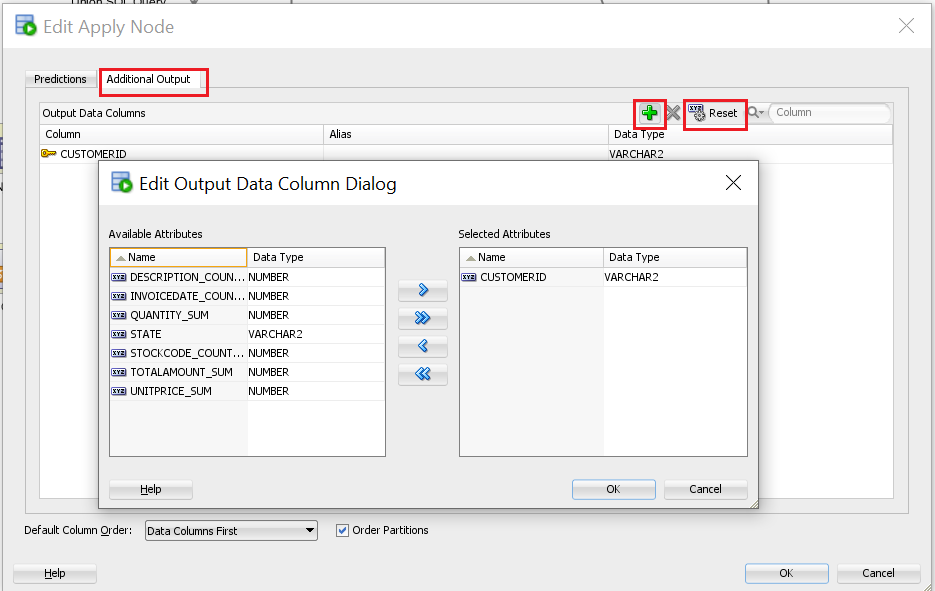 Union SQL Query
Edit Apply Node
Predictions Additional Output
Output Data Columns
Reset
Column
Column Alias Data Type
CUSTOMERID VARCHAR2
Edit Output Data Column Dialog
Available Attributes
Name Data Type
DESCRIPTION_COUN... NUMBER
INVOICEDATE_COUN... NUMBER
QUANTITY_SUM NUMBER
STATE VARCHAR2
STOCKCODE_COUNT... NUMBER
TOTALAMOUNT_SUM NUMBER
UNITPRICE_SUM NUMBER
Selected Attributes
Name Data Type
CUSTOMERID VARCHAR2
Help OK Cancel
Default Column Order: Data Columns First Order Partitions
Help OK Cancel